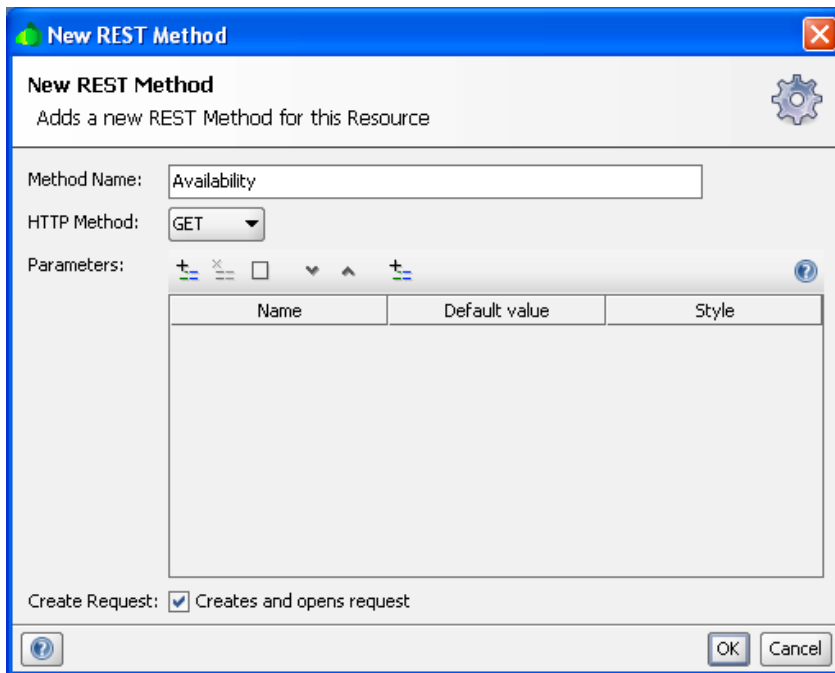 New REST Method
New REST Method
Adds a new REST Method for this Resource
Method Name: Availability
HTTP Method: GET
Parameters:
Name Default value Style
Create Request: Creates and opens request
OK Cancel